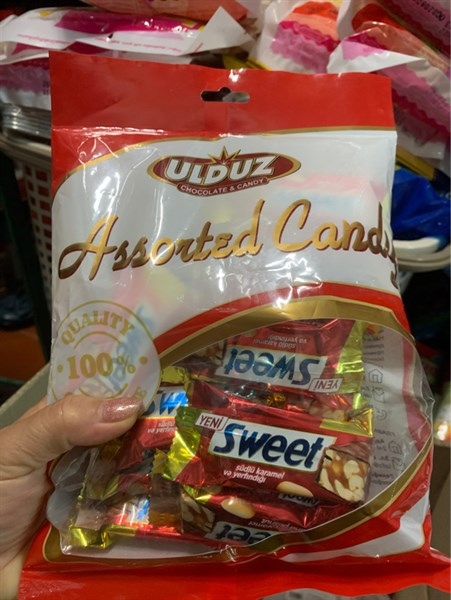 ULDUZ
CHOCOLATE & CANDY
Assorted Candy
QUALITY
100%
Sweet
YENİ
YENİ
Sweet
südlü karamel
və yerfındığı